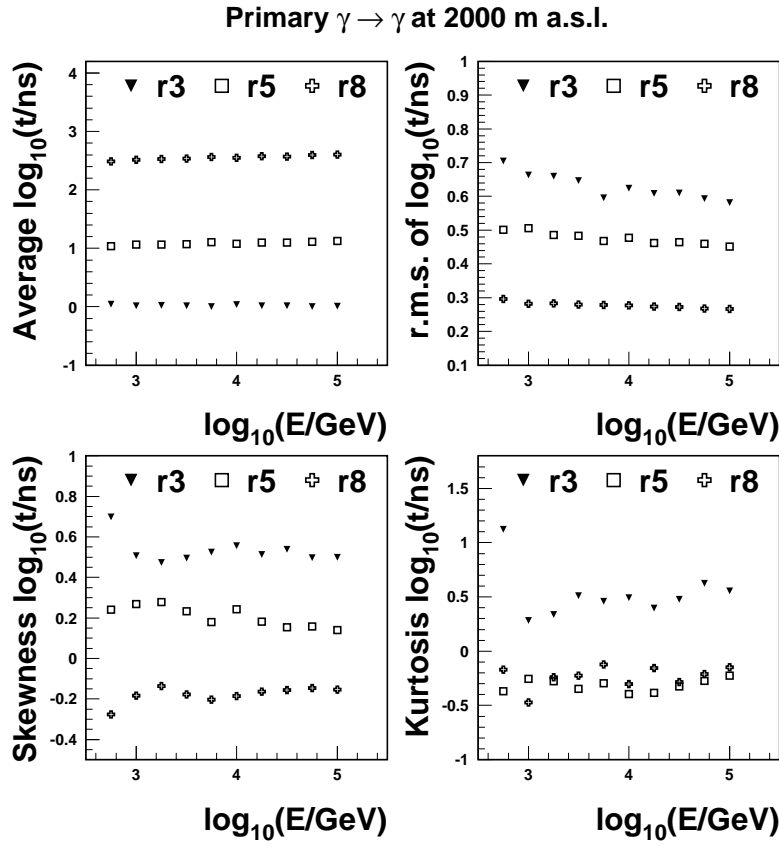 Primary γ → γ at 2000 m a.s.l.
Average log10(t/ns)
r3 r5 r8
4
3
2
1
0
-1
3 4 5
log10(E/GeV)
r.m.s. of log10(t/ns)
r3 r5 r8
1
0.9
0.8
0.7
0.6
0.5
0.4
0.3
0.2
0.1
3 4 5
log10(E/GeV)
Skewness log10(t/ns)
r3 r5 r8
1
0.8
0.6
0.4
0.2
0
-0.2
-0.4
3 4 5
log10(E/GeV)
Kurtosis log10(t/ns)
r3 r5 r8
1.5
1
0.5
0
-0.5
-1
3 4 5
log10(E/GeV)